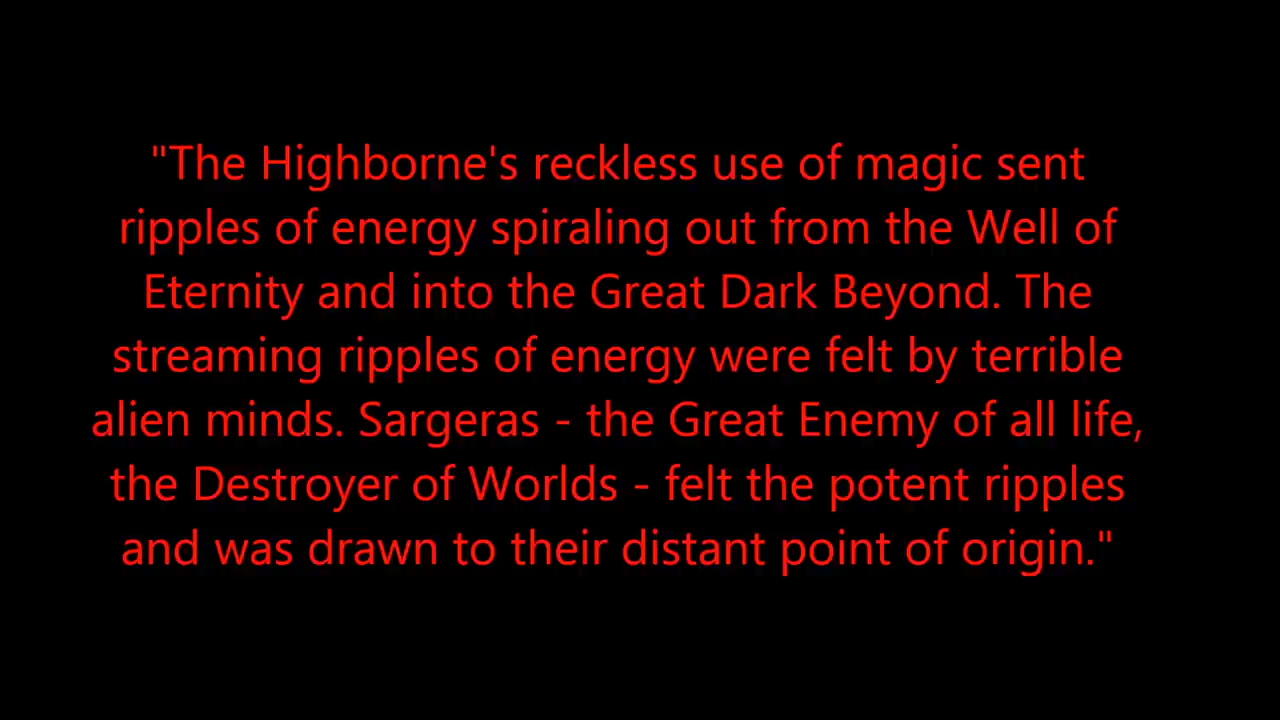 "The Highborne's reckless use of magic sent
ripples of energy spiraling out from the Well of
Eternity and into the Great Dark Beyond. The
streaming ripples of energy were felt by terrible
alien minds. Sargeras - the Great Enemy of all life,
the Destroyer of Worlds - felt the potent ripples
and was drawn to their distant point of origin."